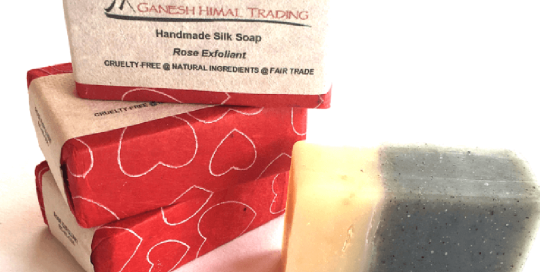 GANESH HIMAL TRADING
Handmade Silk Soap
Rose Exfoliant
CRUELTY-FREE @ NATURAL INGREDIENTS @ FAIR TRADE
CRUELTY-FREE @